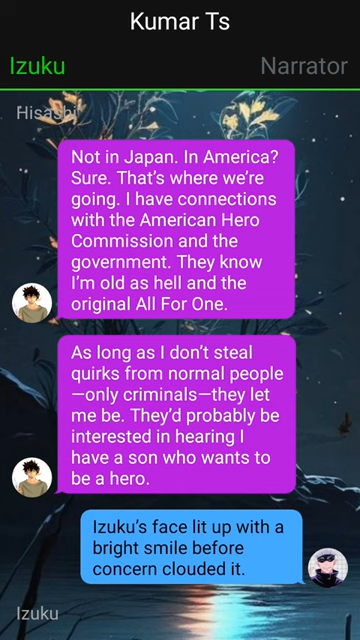 Kumar Ts
Izuku
Narrator
Hisashi
Not in Japan. In America?
Sure. That’s where we’re
going. I have connections
with the American Hero
Commission and the
government. They know
I’m old as hell and the
original All For One.
As long as I don’t steal
quirks from normal people
—only criminals—they let
me be. They’d probably be
interested in hearing I
have a son who wants to
be a hero.
Izuku’s face lit up with a
bright smile before
concern clouded it.
Izuku